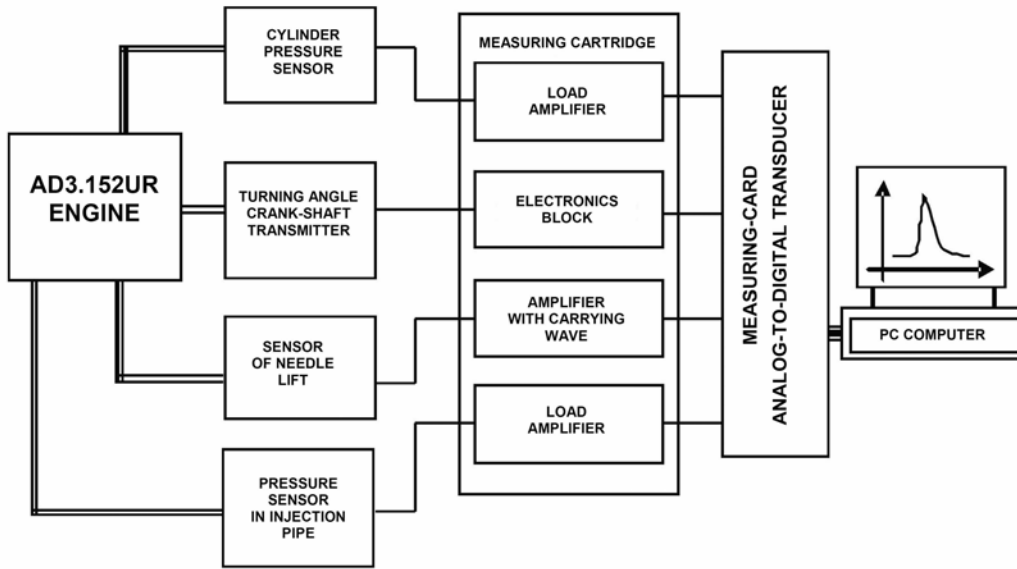 CYLINDER
PRESSURE
SENSOR
MEASURING CARTRIDGE
LOAD
AMPLIFIER
AD3.152UR
ENGINE
TURNING ANGLE
CRANK-SHAFT
TRANSMITTER
ELECTRONICS
BLOCK
AMPLIFIER
WITH CARRYING
WAVE
SENSOR
OF NEEDLE
LIFT
LOAD
AMPLIFIER
PRESSURE
SENSOR
IN INJECTION
PIPE
MEASURING-CARD
ANALOG-TO-DIGITAL TRANSDUCER
PC COMPUTER